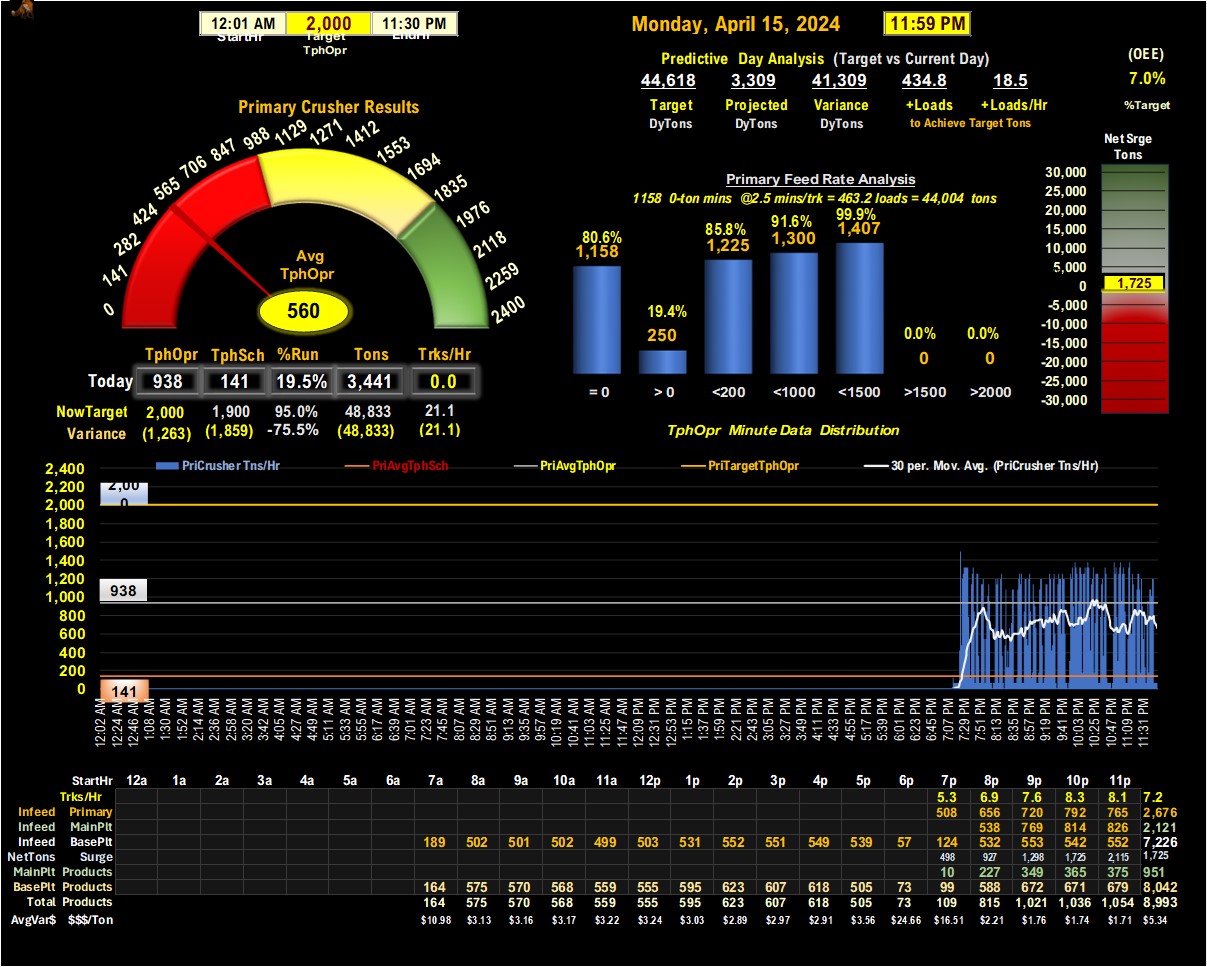 12:01 AM 2,000 11:30 PM
StartHr Target EndHr
TphOpr
Monday, April 15, 2024 11:59 PM
Predictive Day Analysis (Target vs Current Day)
44,618 3,309 41,309 434.8 18.5
Target Projected Variance +Loads +Loads/Hr
DyTons DyTons DyTons to Achieve Target Tons
(OEE)
7.0%
%Target
Primary Crusher Results
0 141 282 424 565 706 847 988 1129 1271 1412 1553 1694 1835 1976 2118 2259 2400
Avg
TphOpr
560
TphOpr TphSch %Run Tons Trks/Hr
Today 938 141 19.5% 3,441 0.0
NowTarget 2,000 1,900 95.0% 48,833 21.1
Variance (1,263) (1,859) -75.5% (48,833) (21.1)
Primary Feed Rate Analysis
1158 0-ton mins @2.5 mins/trk = 463.2 loads = 44,004 tons
80.6% 19.4% 85.8% 91.6% 99.9% 0.0% 0.0%
1,158 250 1,225 1,300 1,407 0 0
= 0 > 0 <200 <1000 <1500 >1500 >2000
TphOpr Minute Data Distribution
Net Srge
Tons
30,000
25,000
20,000
15,000
10,000
5,000
0
1,725
-5,000
-10,000
-15,000
-20,000
-25,000
-30,000
PriCrusher Tns/Hr PriAvgTphSch PriAvgTphOpr PriTargetTphOpr 30 per. Mov. Avg. (PriCrusher Tns/Hr)
2,400
2,200
2,000
1,800
1,600
1,400
1,200
1,000
800
600
400
200
0
2,00
0
938
141
12:02 AM 12:24 AM 12:46 AM 1:08 AM 1:30 AM 1:52 AM 2:14 AM 2:36 AM 2:58 AM 3:20 AM 3:42 AM 4:05 AM 4:27 AM 4:49 AM 5:11 AM 5:33 AM 5:55 AM 6:17 AM 6:39 AM 7:01 AM 7:23 AM 7:45 AM 8:07 AM 8:29 AM 8:51 AM 9:13 AM 9:35 AM 9:57 AM 10:19 AM 10:41 AM 11:03 AM 11:25 AM 11:47 AM 12:09 PM 12:31 PM 12:53 PM 1:15 PM 1:37 PM 1:59 PM 2:21 PM 2:43 PM 3:05 PM 3:27 PM 3:49 PM 4:11 PM 4:33 PM 4:55 PM 5:17 PM 5:39 PM 6:01 PM 6:23 PM 6:45 PM 7:07 PM 7:29 PM 7:51 PM 8:13 PM 8:35 PM 8:57 PM 9:19 PM 9:41 PM 10:03 PM 10:25 PM 10:47 PM 11:09 PM 11:31 PM
StartHr 12a 1a 2a 3a 4a 5a 6a 7a 8a 9a 10a 11a 12p 1p 2p 3p 4p 5p 6p 7p 8p 9p 10p 11p
Trks/Hr 5.3 6.9 7.6 8.3 8.1 7.2
Infeed Primary 508 656 720 792 765 2,676
Infeed MainPlt 538 769 814 826 2,121
Infeed BasePlt 189 502 501 502 499 503 531 552 551 549 539 57 124 532 553 542 552 7,226
NetTons Surge 498 927 1,298 1,725 2,115 1,725
MainPlt Products 10 227 349 365 375 951
BasePlt Products 164 575 570 568 559 555 595 623 607 618 505 73 99 588 672 671 679 8,042
Total Products 164 575 570 568 559 555 595 623 607 618 505 73 109 815 1,021 1,036 1,054 8,993
AvgVar$ $$$/Ton $10.98 $3.13 $3.16 $3.17 $3.22 $3.24 $3.03 $2.89 $2.97 $2.91 $3.56 $24.66 $16.51 $2.21 $1.76 $1.74 $1.71 $5.34